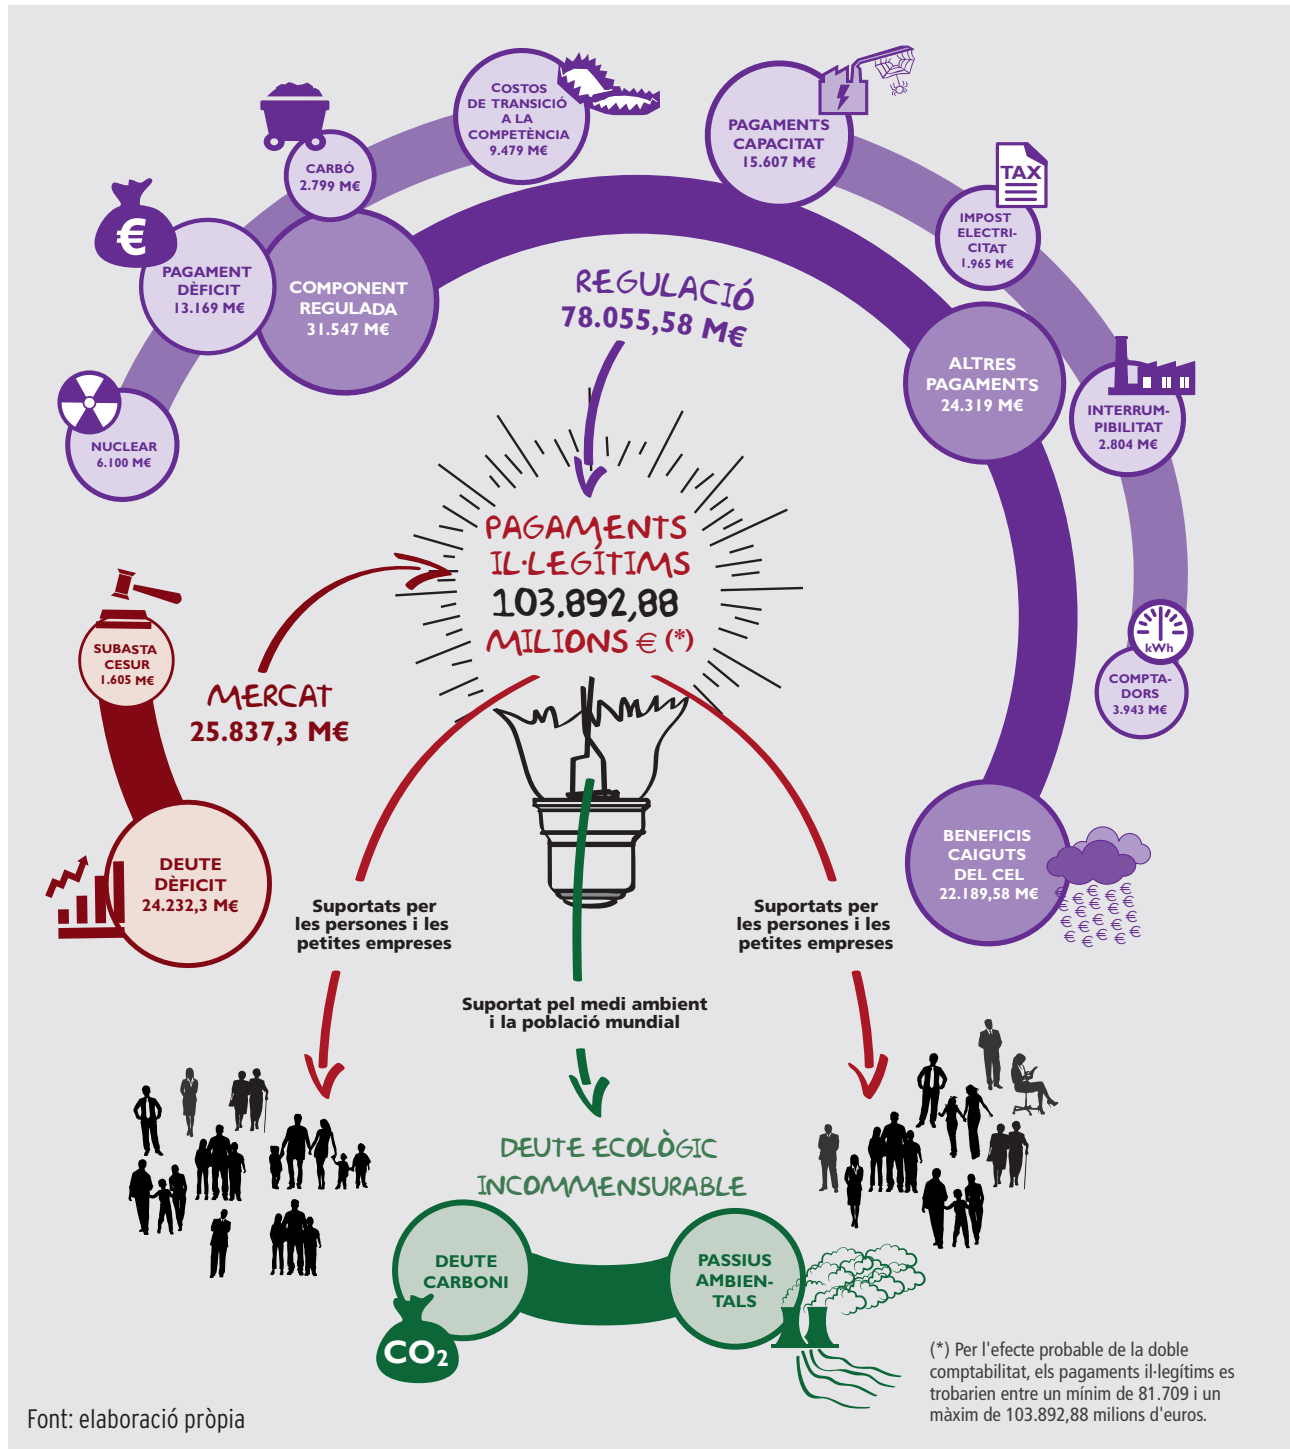 COSTOS
DE TRANSICIÓ
A LA
COMPETÈNCIA
9.479 M€
CARBÓ
2.799 M€
€
PAGAMENT
DÈFICIT
13.169 M€
COMPONENT
REGULADA
31.547 M€
NUCLEAR
6.100 M€
PAGAMENTS
CAPACITAT
15.607 M€
TAX
IMPOST
ELECTRI-
CITAT
1.965 M€
REGULACIÓ
78.055,58 M€
ALTRES
PAGAMENTS
24.319 M€
INTERRUM-
PIBILITAT
2.804 M€
kWh
COMPTA-
DORS
3.943 M€
BENEFICIS
CAIGUTS
DEL CEL
22.189,58 M€
€ € € € € € € € € € € € € € € € € €
PAGAMENTS
IL·LEGÍTIMS
103.892,88
MILIONS € (*)
SUBASTA
CESUR
1.605 M€
MERCAT
25.837,3 M€
DEUTE
DÈFICIT
24.232,3 M€
Suportats per
les persones i les
petites empreses
Suportats per
les persones i les
petites empreses
Suportat pel medi ambient
i la població mundial
DEUTE ECOLÒGIC
INCOMMENSURABLE
DEUTE
CARBONI
CO₂
PASSIUS
AMBIEN-
TALS
(*) Per l'efecte probable de la doble
comptabilitat, els pagaments il·legítims es
trobarien entre un mínim de 81.709 i un
màxim de 103.892,88 milions d'euros.
Font: elaboració pròpia